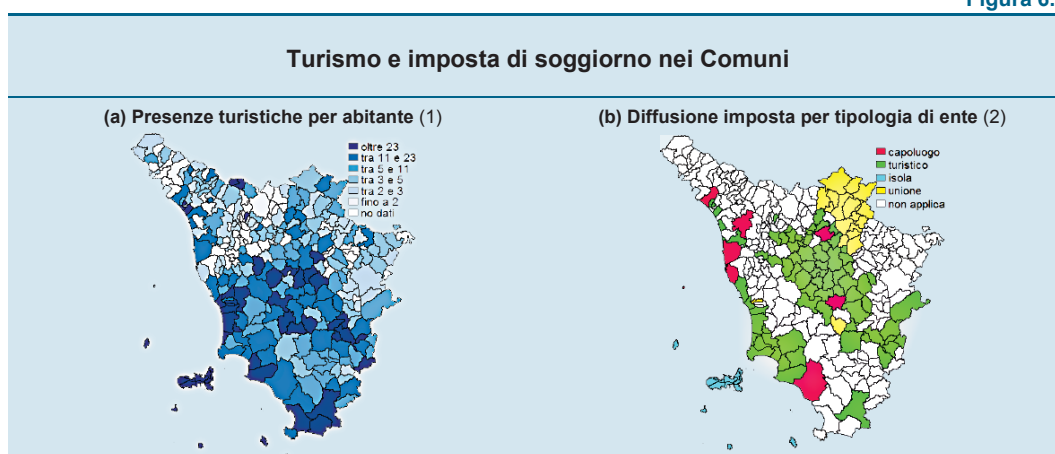 Figura 6.
Turismo e imposta di soggiorno nei Comuni
(a) Presenze turistiche per abitante (1)
oltre 23
tra 11 e 23
tra 5 e 11
tra 3 e 5
tra 2 e 3
fino a 2
no dati
(b) Diffusione imposta per tipologia di ente (2)
capoluogo
turistico
isola
unione
non applica